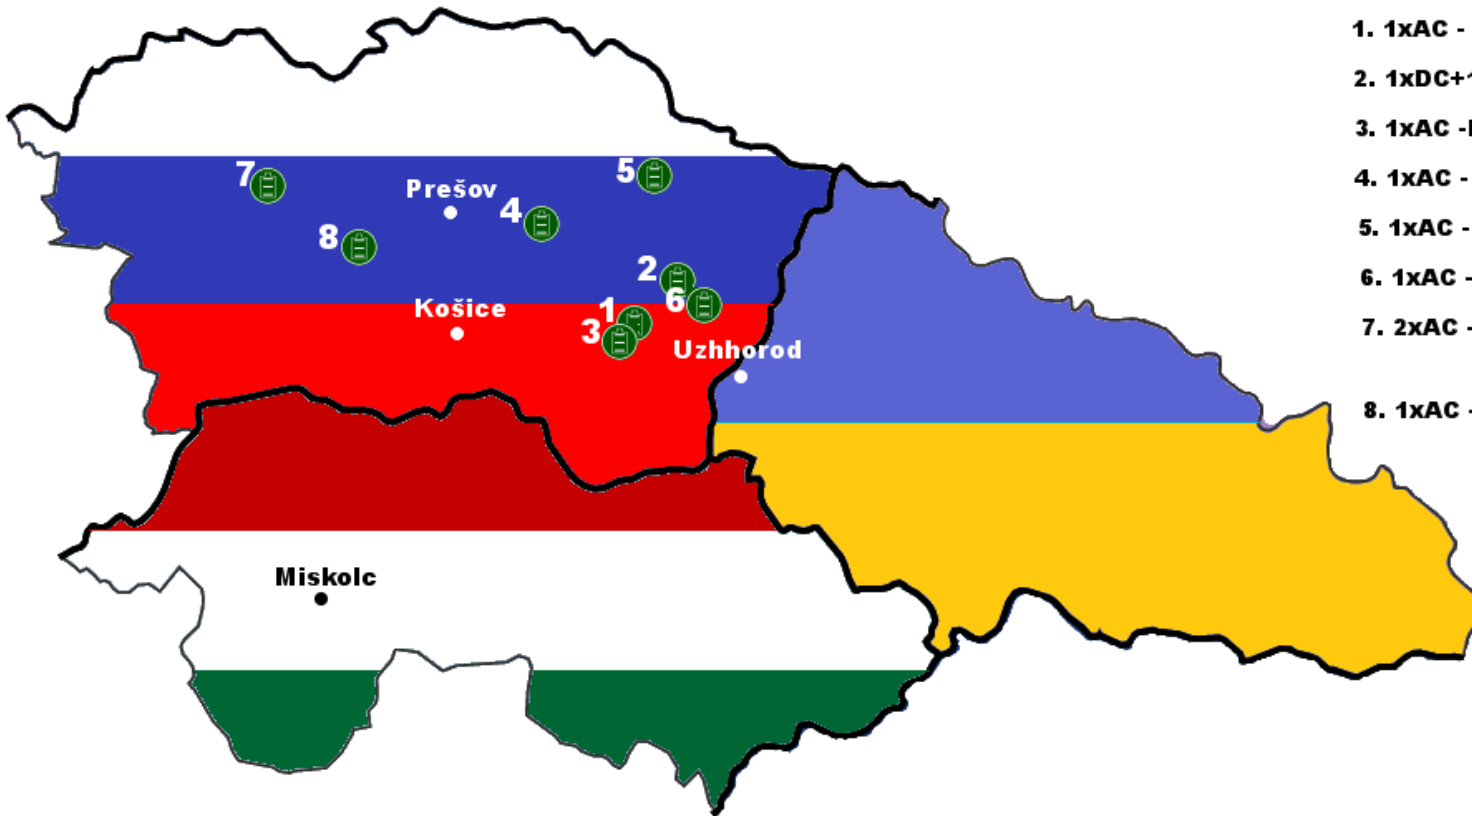 1. 1xAC -
2. 1xDC+
3. 1xAC -
4. 1xAC -
5. 1xAC -
6. 1xAC -
7. 2xAC -
8. 1xAC -
7
5
Prešov
4
8
2
Košice
1
6
3
Uzhhorod
Miskolc